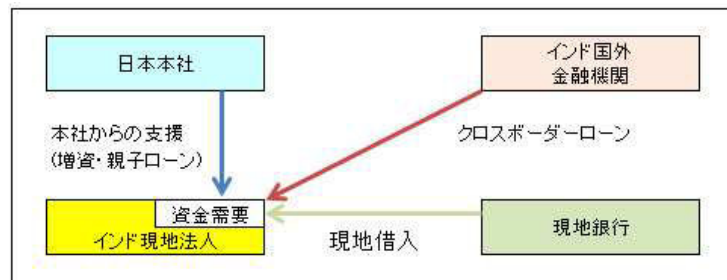 日本本社
インド国外
金融機関
本社からの支援
(増資・親子ローン)
クロスボーダーローン
資金需要
インド現地法人
現地借入
現地銀行